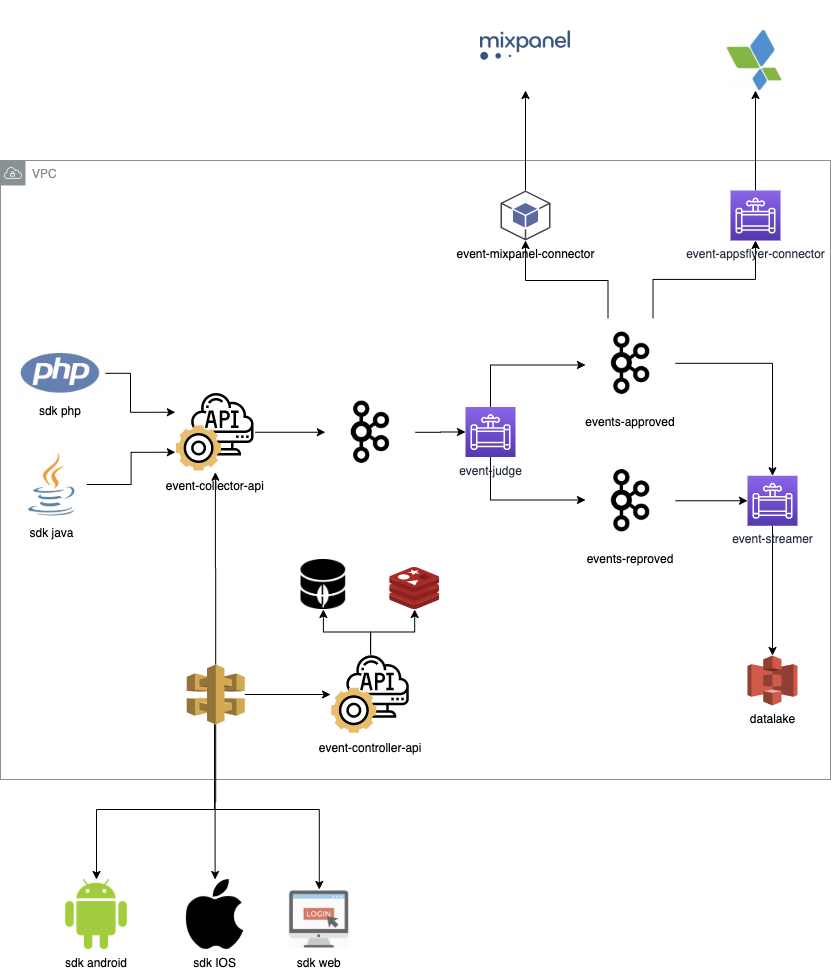 mixpanel
VPC
event-mixpanel-connector
event-appsflyer-connector
php
sdk php
API
event-collector-api
events-approved
event-judge
sdk java
Java
event-streamer
events-reproved
API
event-controller-api
datalake
LOGIN
sdk android
sdk IOS
sdk web